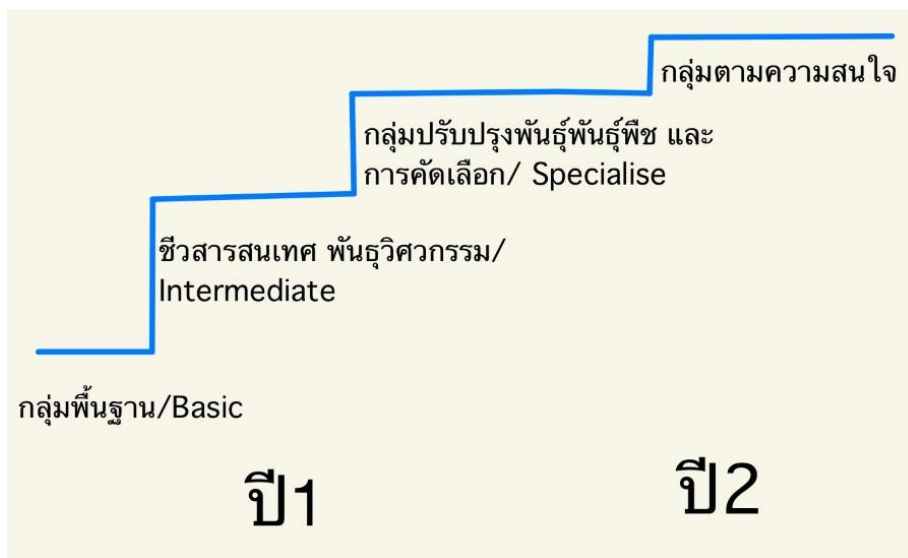 กลุ่มตามความสนใจ
กลุ่มปรับปรุงพันธุ์พันธุ์พืช และ
การคัดเลือก/ Specialise
ชีวสารสนเทศ พันธุวิศวกรรม/
Intermediate
กลุ่มพื้นฐาน/Basic
ปี1
ปี2